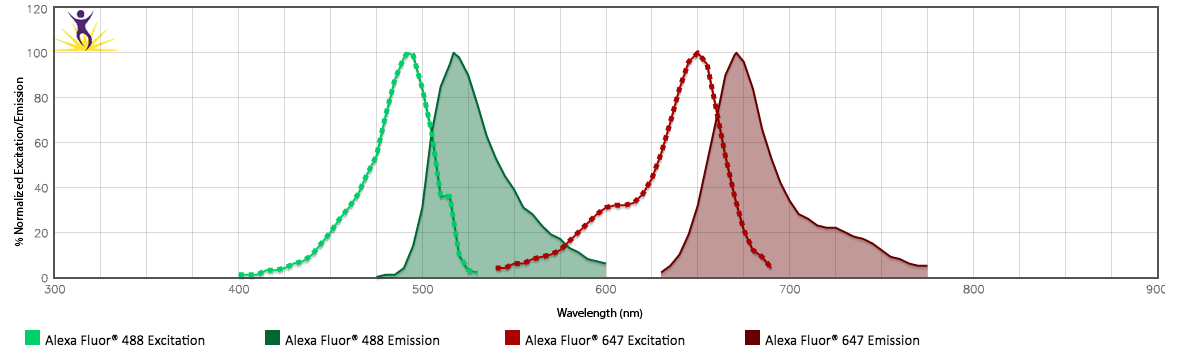 120
100
80
60
40
20
0
% Normalized Excitation/Emission
300 400 500 600 700 800 900
Wavelength (nm)
Alexa Fluor® 488 Excitation Alexa Fluor® 488 Emission Alexa Fluor® 647 Excitation Alexa Fluor® 647 Emission